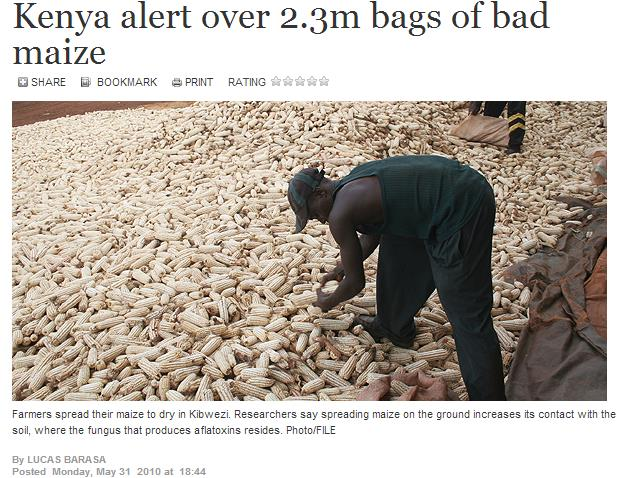 Kenya alert over 2.3m bags of bad
maize
SHARE BOOKMARK PRINT RATING
Farmers spread their maize to dry in Kibwezi. Researchers say spreading maize on the ground increases its contact with the
soil, where the fungus that produces aflatoxins resides. Photo/FILE
By LUCAS BARASA
Posted Monday, May 31 2010 at 18:44